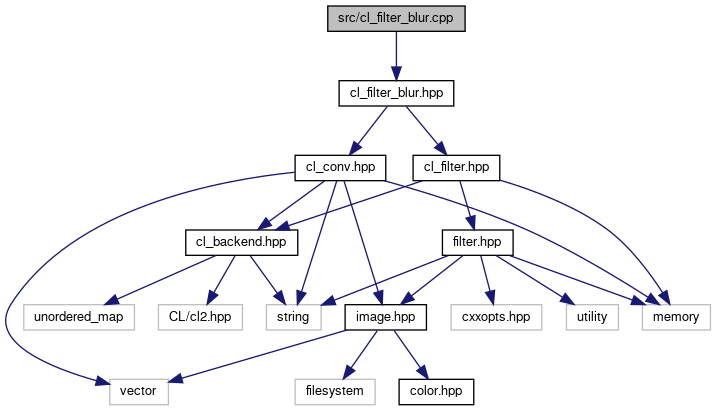 src/cl_filter_blur.cpp
cl_filter_blur.hpp
cl_conv.hpp
cl_filter.hpp
cl_backend.hpp
filter.hpp
unordered_map
CL/cl2.hpp
string
image.hpp
cxxopts.hpp
utility
memory
vector
filesystem
color.hpp